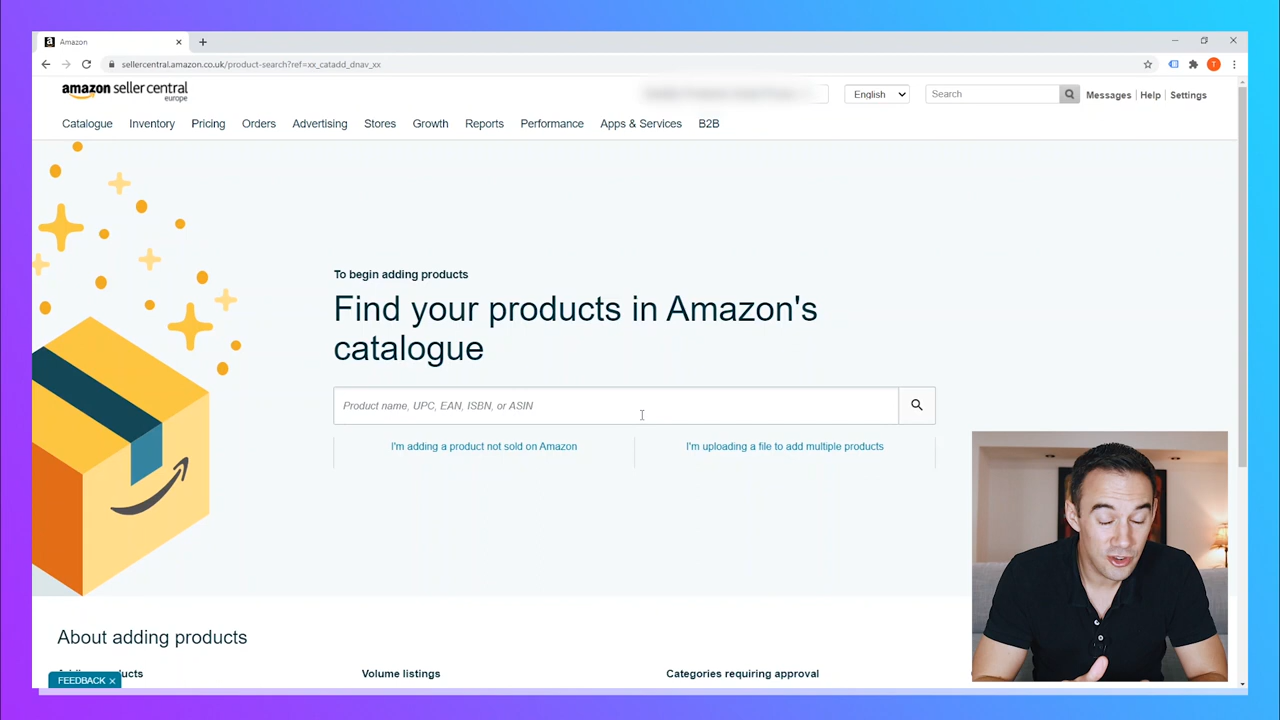 Amazon
sellercentral.amazon.co.uk/product-search?ref=xx_catadd_dnav_xx
T
amazon seller central
europe
English
Search
Messages | Help | Settings
Catalogue Inventory Pricing Orders Advertising Stores Growth Reports Performance Apps & Services B2B
To begin adding products
Find your products in Amazon's
catalogue
Product name, UPC, EAN, ISBN, or ASIN
I'm adding a product not sold on Amazon
I'm uploading a file to add multiple products
About adding products
Volume listings
Categories requiring approval
FEEDBACK